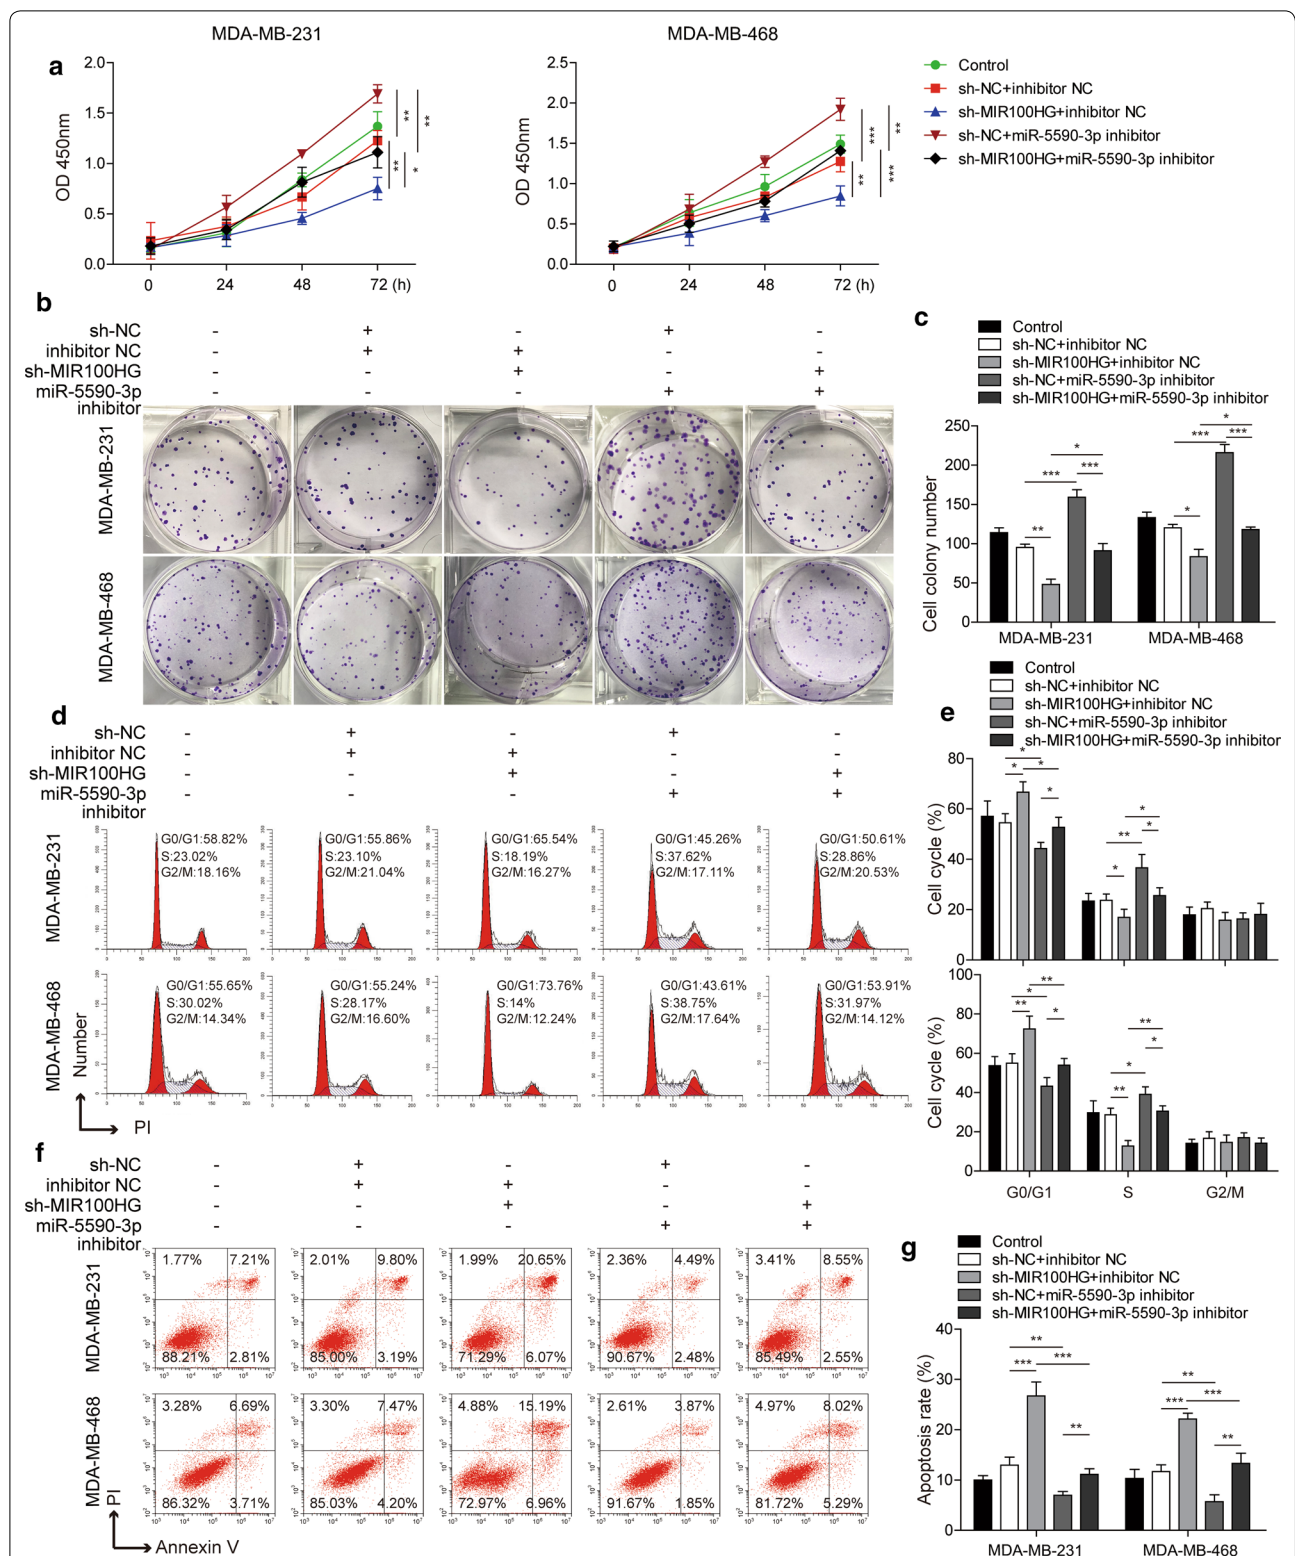 MDA-MB-231
MDA-MB-468
a
2.0
1.5
1.0
0.5
0.0
OD 450nm
0 24 48 72 (h)
** ** ** *
2.5
2.0
1.5
1.0
0.5
0.0
OD 450nm
0 24 48 72 (h)
*** ** ** ***
Control
sh-NC+inhibitor NC
sh-MIR100HG+inhibitor NC
sh-NC+miR-5590-3p inhibitor
sh-MIR100HG+miR-5590-3p inhibitor
b
sh-NC - + - + -
inhibitor NC - + + - -
sh-MIR100HG - - + - +
miR-5590-3p - - - + +
inhibitor
MDA-MB-231
MDA-MB-468
c
Control
sh-NC+inhibitor NC
sh-MIR100HG+inhibitor NC
sh-NC+miR-5590-3p inhibitor
sh-MIR100HG+miR-5590-3p inhibitor
250
200
150
100
50
0
Cell colony number
** *** * ***
* *** * ***
MDA-MB-231 MDA-MB-468
d
sh-NC - + - + -
inhibitor NC - + + - -
sh-MIR100HG - - + - +
miR-5590-3p - - - + +
inhibitor
MDA-MB-231
G0/G1:58.82%
S:23.02%
G2/M:18.16%
G0/G1:55.86%
S:23.10%
G2/M:21.04%
G0/G1:65.54%
S:18.19%
G2/M:16.27%
G0/G1:45.26%
S:37.62%
G2/M:17.11%
G0/G1:50.61%
S:28.86%
G2/M:20.53%
MDA-MB-468
G0/G1:55.65%
S:30.02%
G2/M:14.34%
G0/G1:55.24%
S:28.17%
G2/M:16.60%
G0/G1:73.76%
S:14%
G2/M:12.24%
G0/G1:43.61%
S:38.75%
G2/M:17.64%
G0/G1:53.91%
S:31.97%
G2/M:14.12%
Number
PI
e
Control
sh-NC+inhibitor NC
sh-MIR100HG+inhibitor NC
sh-NC+miR-5590-3p inhibitor
sh-MIR100HG+miR-5590-3p inhibitor
80
60
40
20
0
Cell cycle (%)
* * * *
* ** * *
100
80
60
40
20
0
Cell cycle (%)
** * ** *
** * ** *
G0/G1 S G2/M
f
sh-NC - + - + -
inhibitor NC - + + - -
sh-MIR100HG - - + - +
miR-5590-3p - - - + +
inhibitor
MDA-MB-231
1.77% 7.21%
88.21% 2.81%
2.01% 9.80%
85.00% 3.19%
1.99% 20.65%
71.29% 6.07%
2.36% 4.49%
90.67% 2.48%
3.41% 8.55%
85.49% 2.55%
MDA-MB-468
3.28% 6.69%
86.32% 3.71%
3.30% 7.47%
85.03% 4.20%
4.88% 15.19%
72.97% 6.96%
2.61% 3.87%
91.67% 1.85%
4.97% 8.02%
81.72% 5.29%
PI
Annexin V
g
Control
sh-NC+inhibitor NC
sh-MIR100HG+inhibitor NC
sh-NC+miR-5590-3p inhibitor
sh-MIR100HG+miR-5590-3p inhibitor
40
30
20
10
0
Apoptosis rate (%)
*** ** *** **
*** ** *** **
MDA-MB-231 MDA-MB-468